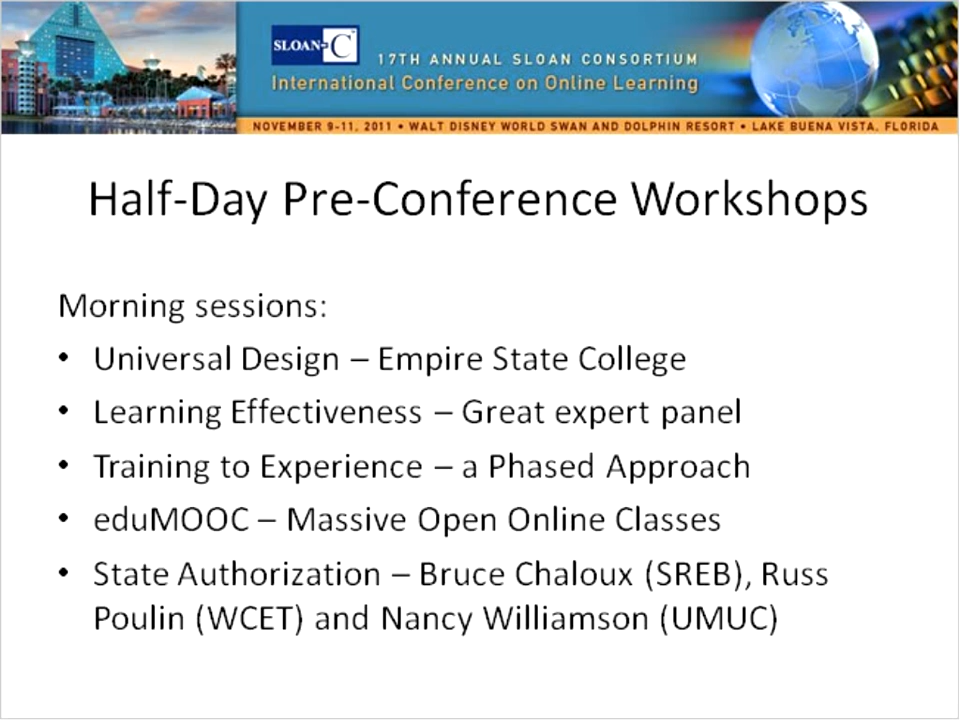 SLOAN-C
17TH ANNUAL SLOAN CONSORTIUM
International Conference on Online Learning
NOVEMBER 9-11, 2011 • WALT DISNEY WORLD SWAN AND DOLPHIN RESORT • LAKE BUENA VISTA, FLORIDA
Half-Day Pre-Conference Workshops
Morning sessions:
• Universal Design – Empire State College
• Learning Effectiveness – Great expert panel
• Training to Experience – a Phased Approach
• eduMOOC – Massive Open Online Classes
• State Authorization – Bruce Chaloux (SREB), Russ
Poulin (WCET) and Nancy Williamson (UMUC)